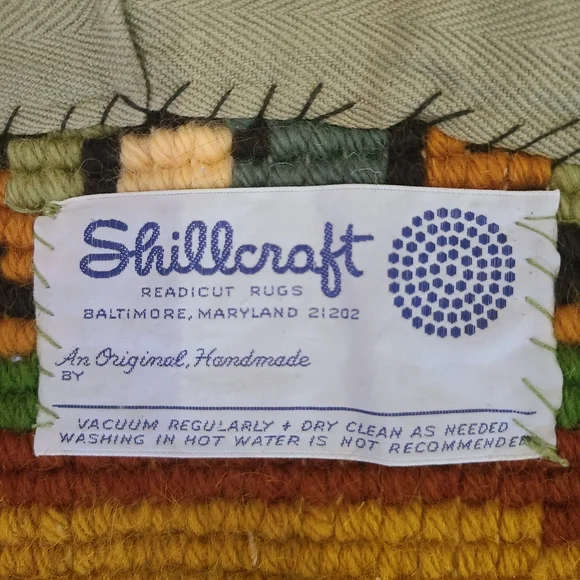 Shillcraft
READICUT RUGS
BALTIMORE, MARYLAND 21202
An Original, Handmade
BY
VACUUM REGULARLY + DRY CLEAN AS NEEDED
WASHING IN HOT WATER IS NOT RECOMMENDED